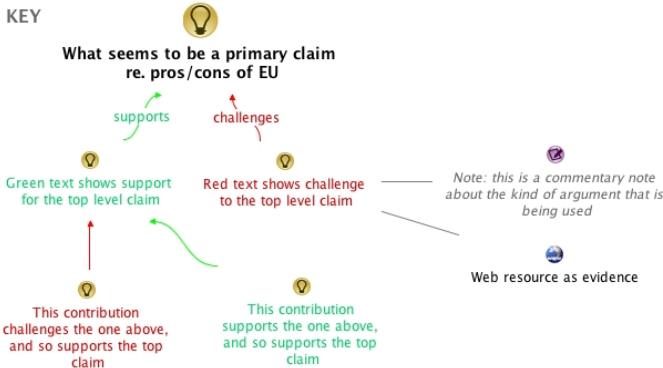 KEY
What seems to be a primary claim
re. pros/cons of EU
supports
challenges
Green text shows support
for the top level claim
Red text shows challenge
to the top level claim
Note: this is a commentary note
about the kind of argument that is
being used
Web resource as evidence
This contribution
challenges the one above,
and so supports the top
claim
This contribution
supports the one above,
and so supports the top
claim